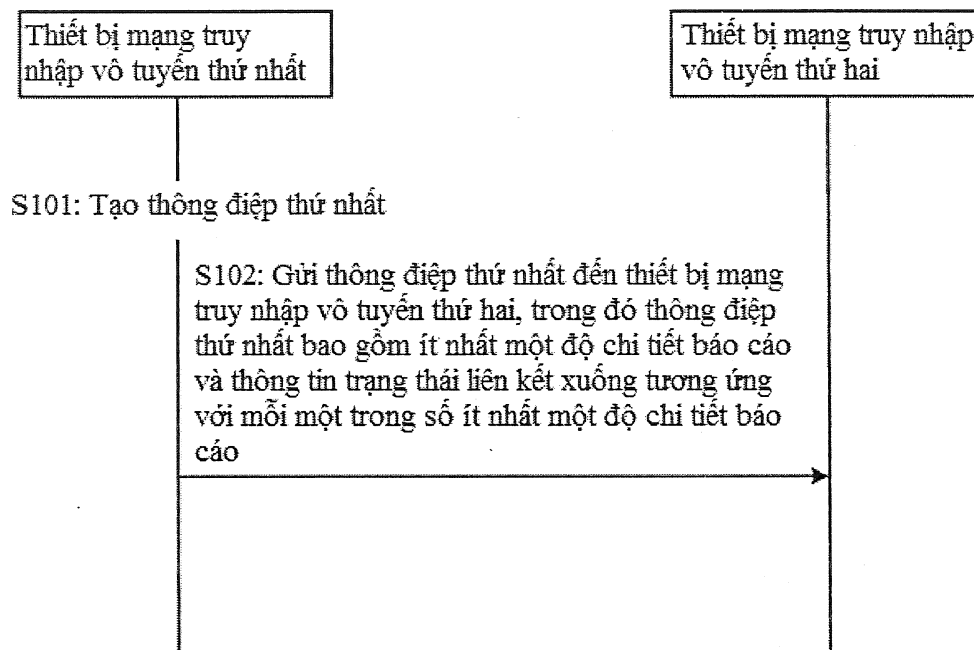 Thiết bị mạng truy
nhập vô tuyến thứ nhất
Thiết bị mạng truy nhập
vô tuyến thứ hai
S101: Tạo thông điệp thứ nhất
S102: Gửi thông điệp thứ nhất đến thiết bị mạng
truy nhập vô tuyến thứ hai, trong đó thông điệp
thứ nhất bao gồm ít nhất một độ chi tiết báo cáo
và thông tin trạng thái liên kết xuống tương ứng
với mỗi một trong số ít nhất một độ chi tiết báo
cáo